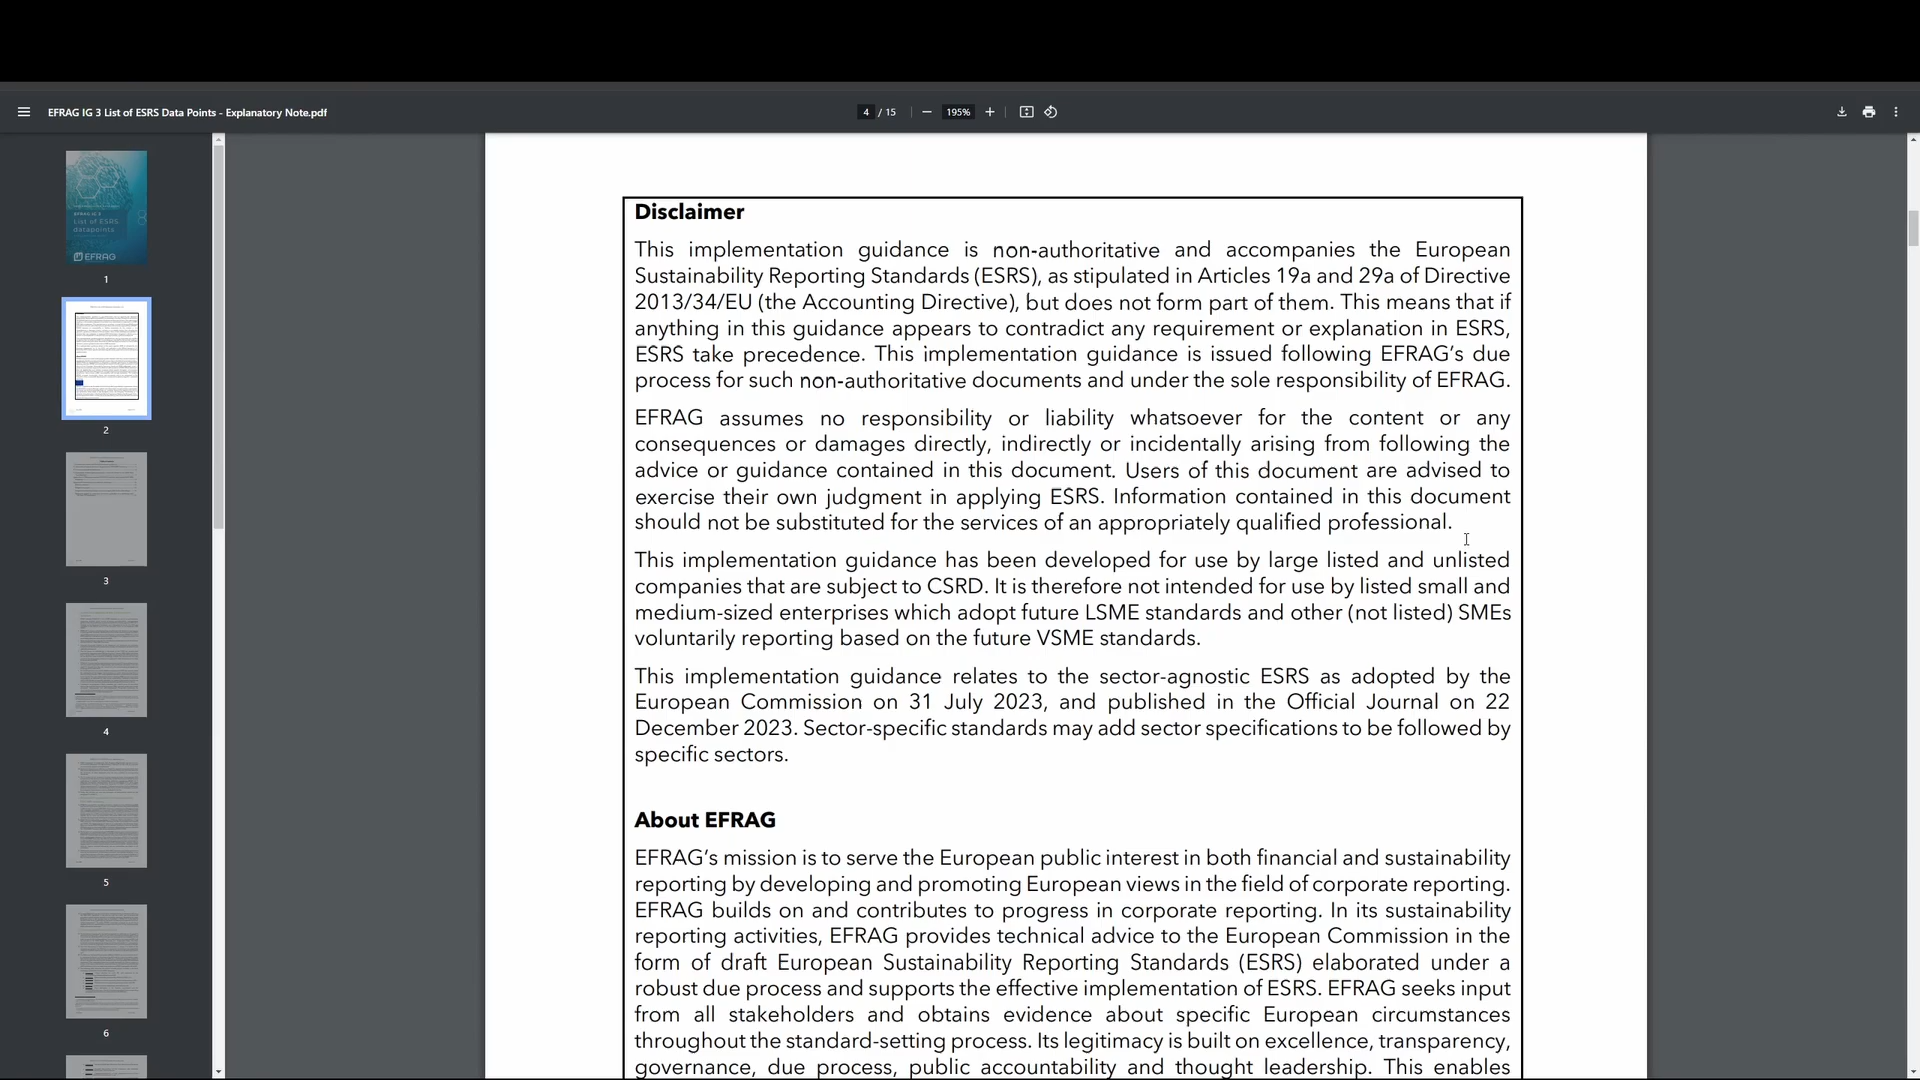 EFRAG IG 3 List of ESRS Data Points - Explanatory Note.pdf
4 / 15
195%
EFRAG IG 3
List of ESRS
datapoints
EFRAG
1
2
3
4
5
6
Disclaimer
This implementation guidance is non-authoritative and accompanies the European
Sustainability Reporting Standards (ESRS), as stipulated in Articles 19a and 29a of Directive
2013/34/EU (the Accounting Directive), but does not form part of them. This means that if
anything in this guidance appears to contradict any requirement or explanation in ESRS,
ESRS take precedence. This implementation guidance is issued following EFRAG's due
process for such non-authoritative documents and under the sole responsibility of EFRAG.
EFRAG assumes no responsibility or liability whatsoever for the content or any
consequences or damages directly, indirectly or incidentally arising from following the
advice or guidance contained in this document. Users of this document are advised to
exercise their own judgment in applying ESRS. Information contained in this document
should not be substituted for the services of an appropriately qualified professional.
This implementation guidance has been developed for use by large listed and unlisted
companies that are subject to CSRD. It is therefore not intended for use by listed small and
medium-sized enterprises which adopt future LSME standards and other (not listed) SMEs
voluntarily reporting based on the future VSME standards.
This implementation guidance relates to the sector-agnostic ESRS as adopted by the
European Commission on 31 July 2023, and published in the Official Journal on 22
December 2023. Sector-specific standards may add sector specifications to be followed by
specific sectors.
About EFRAG
EFRAG's mission is to serve the European public interest in both financial and sustainability
reporting by developing and promoting European views in the field of corporate reporting.
EFRAG builds on and contributes to progress in corporate reporting. In its sustainability
reporting activities, EFRAG provides technical advice to the European Commission in the
form of draft European Sustainability Reporting Standards (ESRS) elaborated under a
robust due process and supports the effective implementation of ESRS. EFRAG seeks input
from all stakeholders and obtains evidence about specific European circumstances
throughout the standard-setting process. Its legitimacy is built on excellence, transparency,
governance, due process, public accountability and thought leadership. This enables